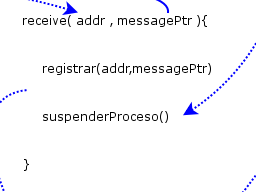 receive( addr , messagePtr ){
registrar(addr,messagePtr)
suspenderProceso()
}